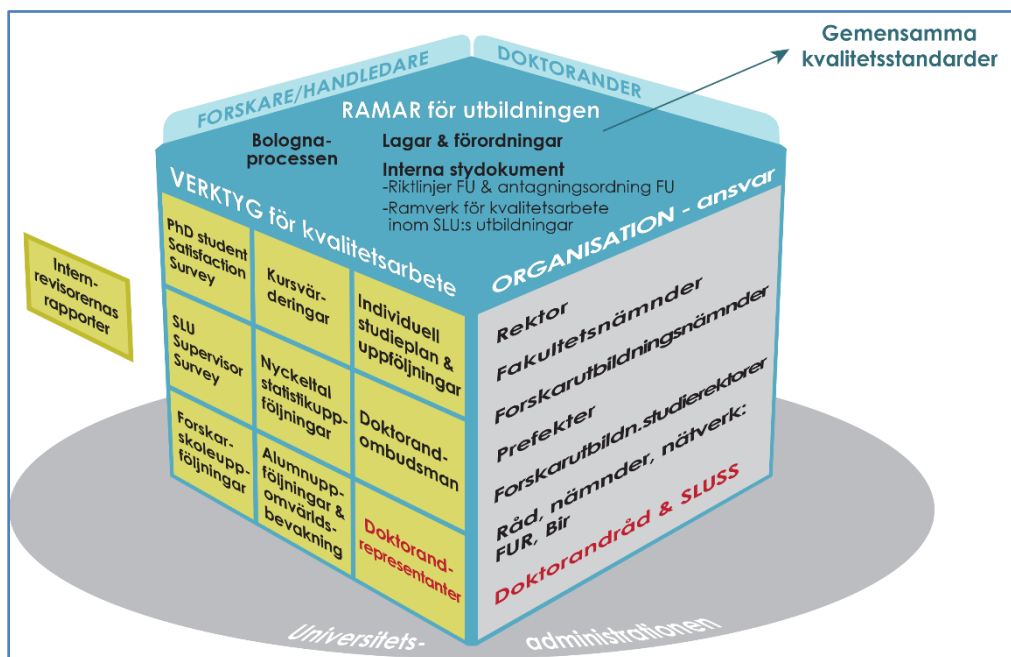 Gemensamma
kvalitetsstandarder
FORSKARE/HANDLEDARE
DOKTORANDER
RAMAR för utbildningen
Bologna-
processen
Lagar & förordningar
Interna stydokument
-Riktlinjer FU & antagningsordning FU
-Ramverk för kvalitetsarbete
inom SLU:s utbildningar
VERKTYG för kvalitetsarbete
PhD student
Satisfaction
Survey
Kursvär-
deringar
Individuell
studieplan &
uppföljningar
SLU
Supervisor
Survey
Nyckeltal
statistikupp-
följningar
Doktorand-
ombudsman
Forskar-
skoleupp-
följningar
Alumnupp-
följningar &
omvärlds-
bevakning
Doktorand-
representanter
Intern-
revisorernas
rapporter
ORGANISATION - ansvar
Rektor
Fakultetsnämnder
Forskarutbildningsnämnder
Prefekter
Forskarutbildn.studierektorer
Råd, nämnder, nätverk:
FUR, Bir
Doktorandråd & SLUSS
Universitets-
administrationen